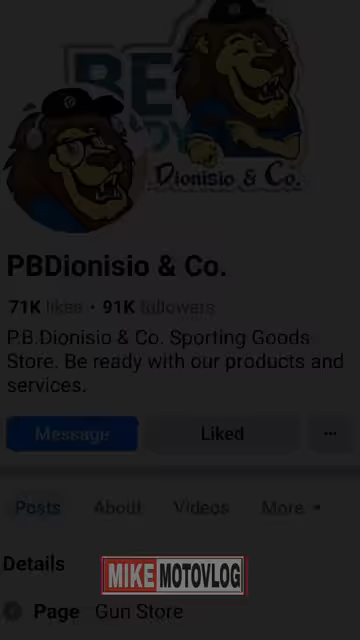 BE
Dionisio & Co.
PBDionisio & Co.
71K likes • 91K followers
P.B.Dionisio & Co. Sporting Goods
Store. Be ready with our products and
services.
Message Liked ...
Posts About Videos More
Details
MIKE MOTOVLOG
Page Gun Store